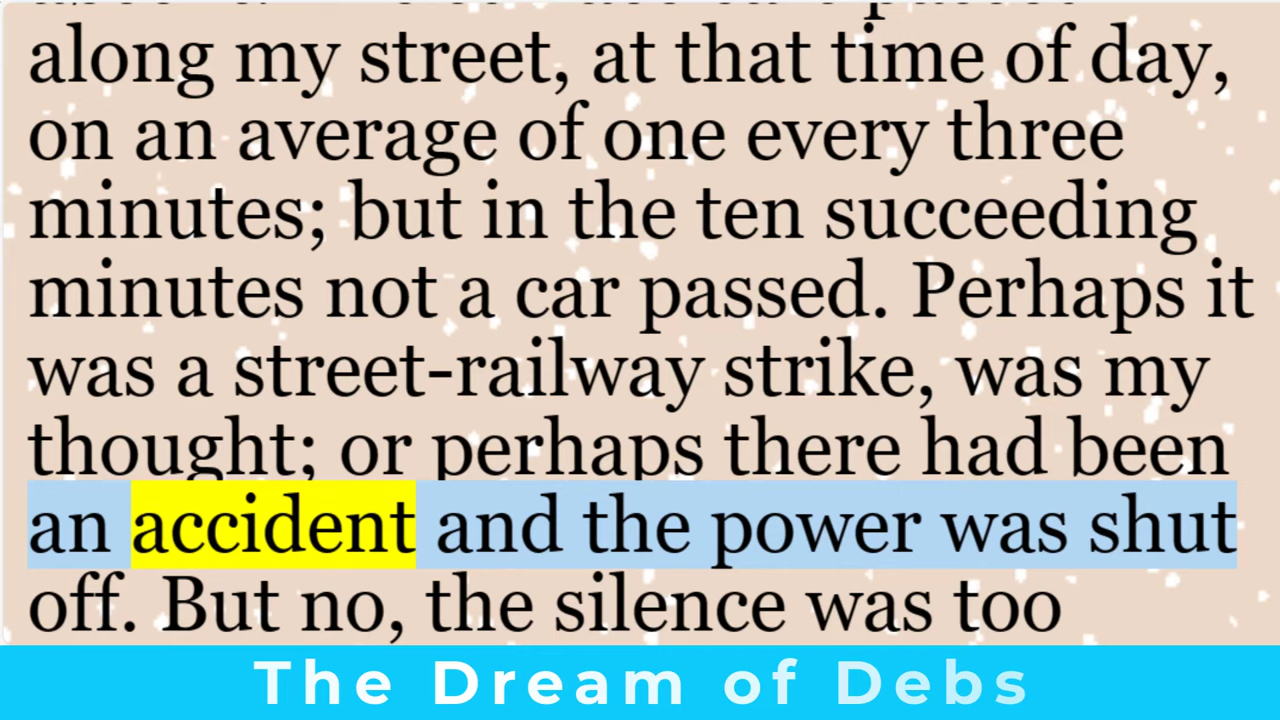 along my street, at that time of day,
on an average of one every three
minutes; but in the ten succeeding
minutes not a car passed. Perhaps it
was a street-railway strike, was my
thought; or perhaps there had been
an accident and the power was shut
off. But no, the silence was too
The Dream of Debs